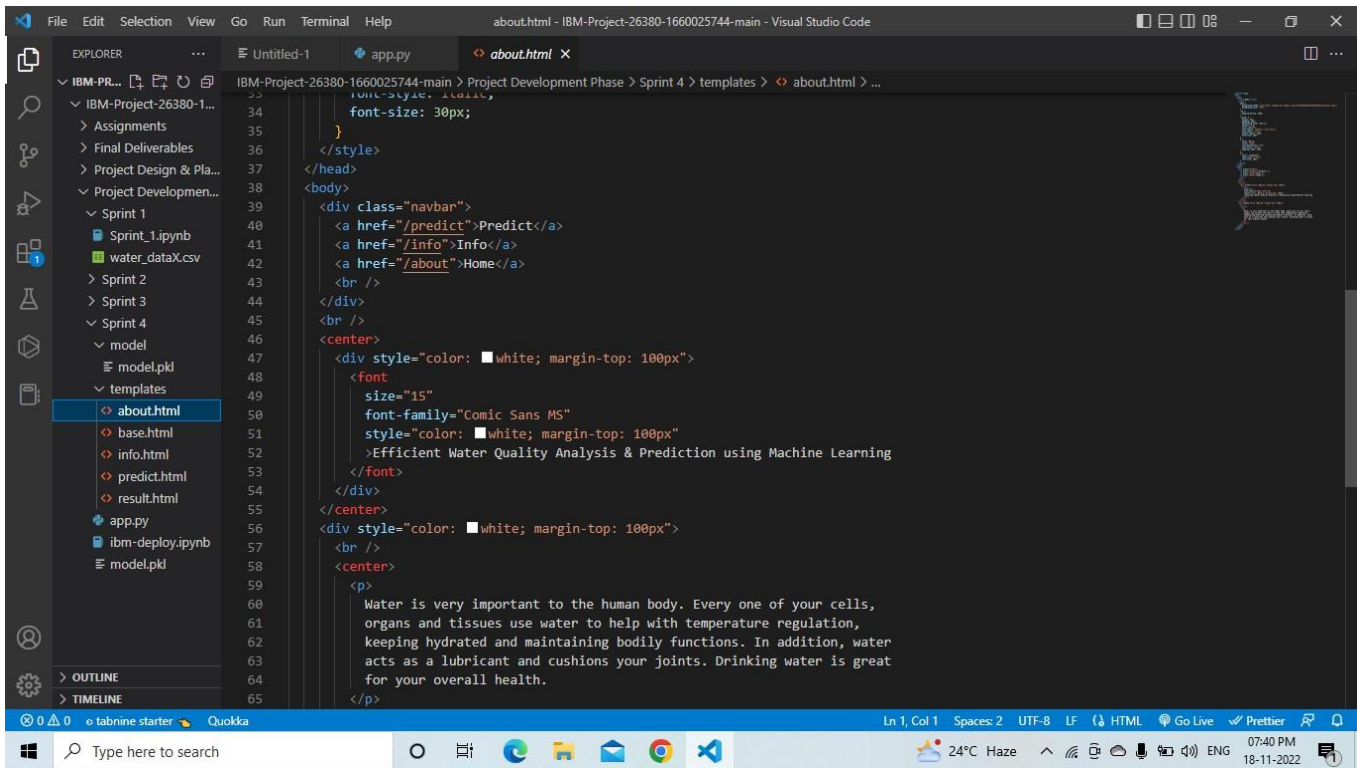 File Edit Selection View Go Run Terminal Help about.html - IBM-Project-26380-1660025744-main - Visual Studio Code
EXPLORER ... Untitled-1 app.py about.html
IBM-PR... IBM-Project-26380-1660025744-main > Project Development Phase > Sprint 4 > templates > about.html > ...
IBM-Project-26380-1...
Assignments
Final Deliverables
Project Design & Pla...
Project Developmen...
Sprint 1
Sprint_1.ipynb
water_dataX.csv
Sprint 2
Sprint 3
Sprint 4
model
model.pkl
templates
about.html
base.html
info.html
predict.html
result.html
app.py
ibm-deploy.ipynb
model.pkl
OUTLINE
TIMELINE
33 font-style: italic;
34 font-size: 30px;
35 }
36 </style>
37 </head>
38 <body>
39 <div class="navbar">
40 <a href="/predict">Predict</a>
41 <a href="/info">Info</a>
42 <a href="/about">Home</a>
43 <br />
44 </div>
45 <br />
46 <center>
47 <div style="color: white; margin-top: 100px">
48 <font
49 size="15"
50 font-family="Comic Sans MS"
51 style="color: white; margin-top: 100px"
52 >Efficient Water Quality Analysis & Prediction using Machine Learning
53 </font>
54 </div>
55 </center>
56 <div style="color: white; margin-top: 100px">
57 <br />
58 <center>
59 <p>
60 Water is very important to the human body. Every one of your cells,
61 organs and tissues use water to help with temperature regulation,
62 keeping hydrated and maintaining bodily functions. In addition, water
63 acts as a lubricant and cushions your joints. Drinking water is great
64 for your overall health.
65 </p>
1
0 0 tabnine starter Quokka Ln 1, Col 1 Spaces: 2 UTF-8 LF HTML Go Live Prettier
Type here to search 24°C Haze ENG 07:40 PM
18-11-2022 1